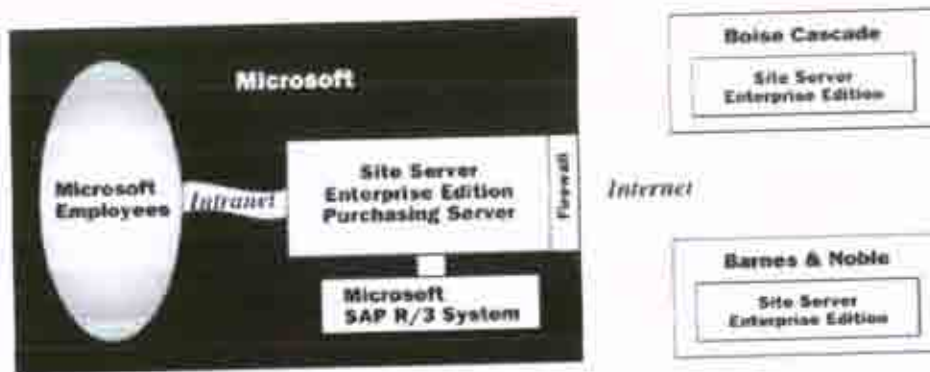 Microsoft
Microsoft
Employees
Intranet
Site Server
Enterprise Edition
Purchasing Server
Firewall
Microsoft
SAP R/3 System
Internet
Boise Cascade
Site Server
Enterprise Edition
Barnes & Noble
Site Server
Enterprise Edition